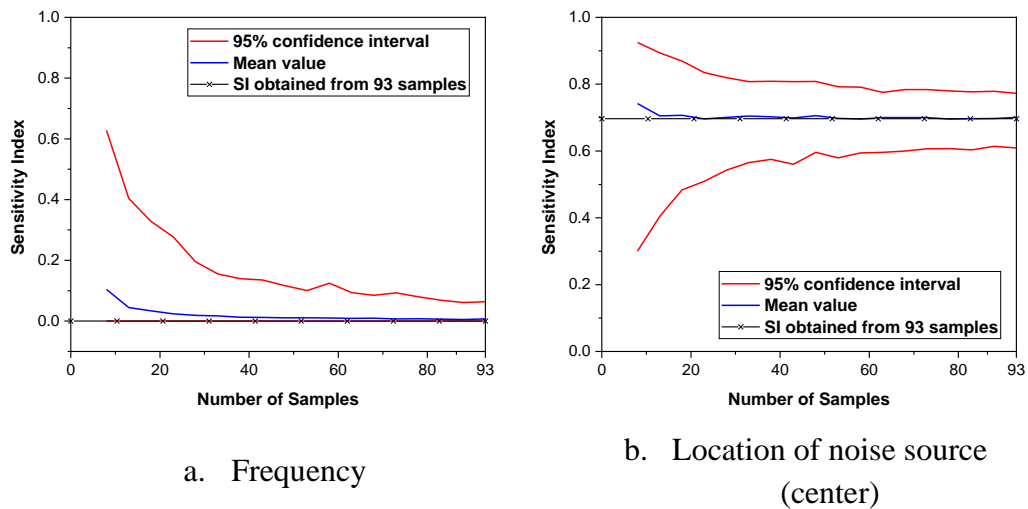 1.0
0.8
0.6
0.4
0.2
0.0
Sensitivity Index
95% confidence interval
Mean value
SI obtained from 93 samples
0 20 40 60 80 93
Number of Samples
a. Frequency
1.0
0.8
0.6
0.4
0.2
0.0
Sensitivity Index
95% confidence interval
Mean value
SI obtained from 93 samples
0 20 40 60 80 93
Number of Samples
b. Location of noise source
(center)